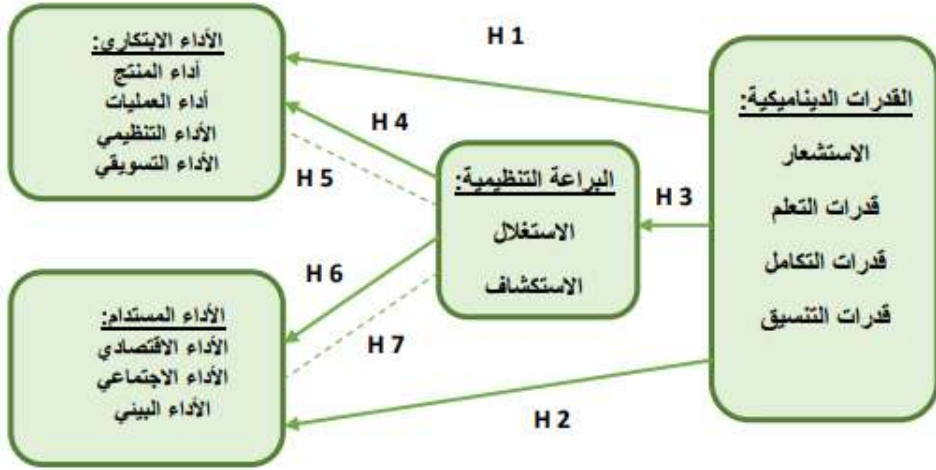 القدرات الديناميكية:
الاستشعار
قدرات التعلم
قدرات التكامل
قدرات التنسيق
H 1
H 3
H 2
البراعة التنظيمية:
الاستغلال
الاستكشاف
H 4
H 5
H 6
H 7
الأداء الابتكاري:
أداء المنتج
أداء العمليات
الأداء التنظيمي
الأداء التسويقي
الأداء المستدام:
الأداء الاقتصادي
الأداء الاجتماعي
الأداء البيئي